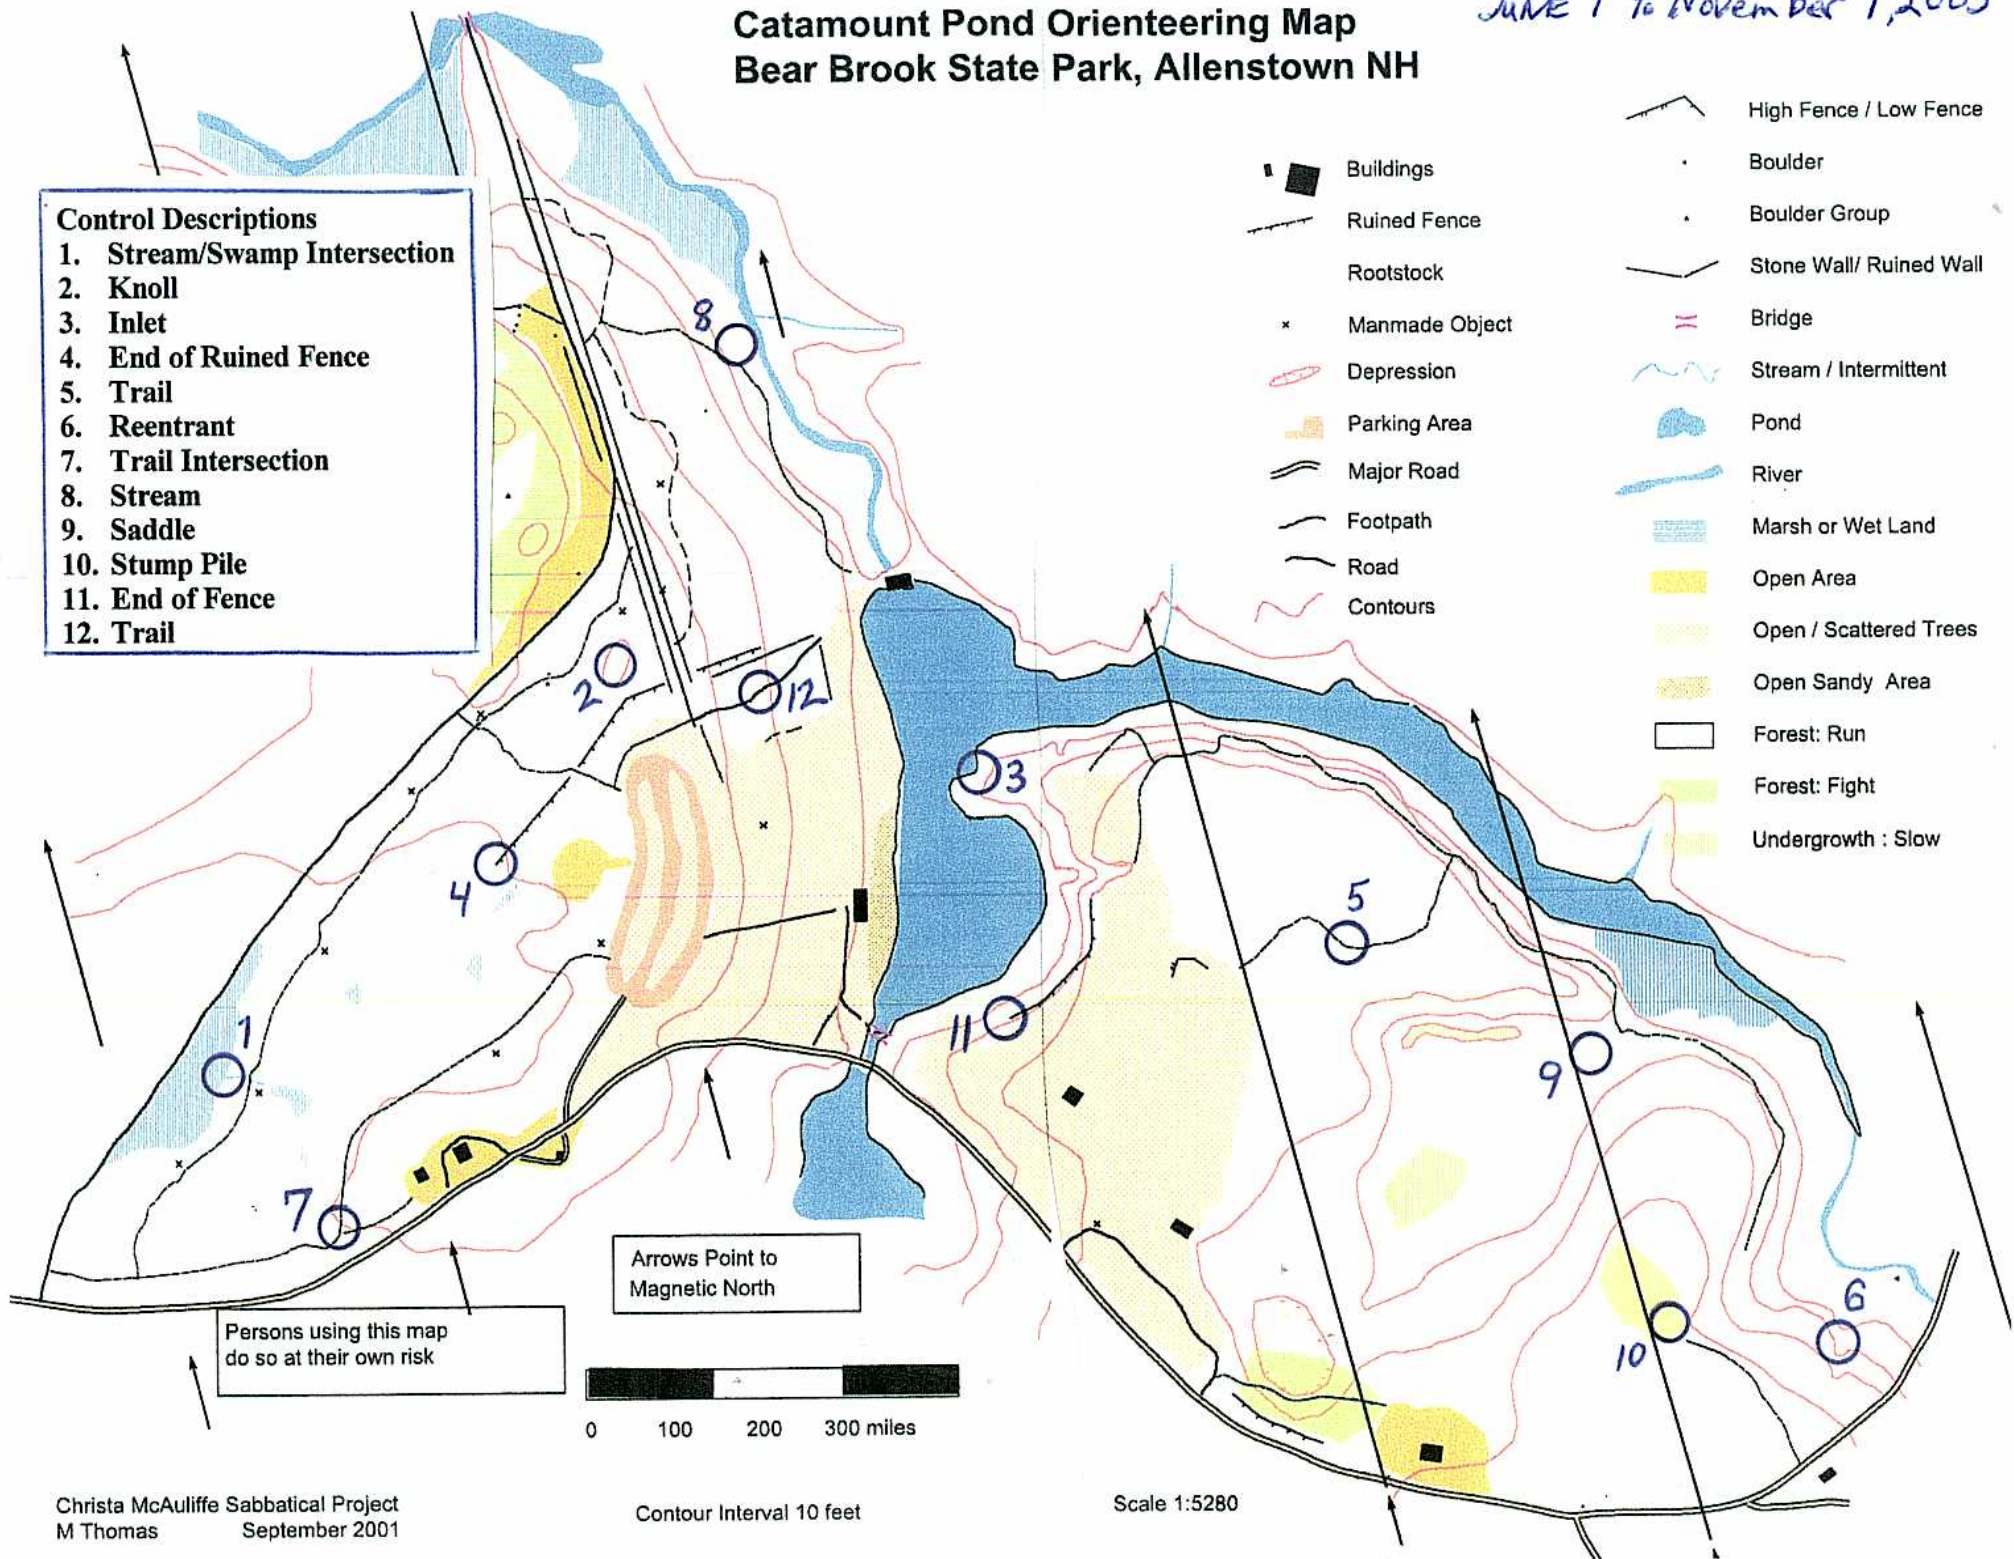 Catamount Pond Orienteering Map
Bear Brook State Park, Allenstown NH
JUNE 1 To November 1, 2005
Control Descriptions
1. Stream/Swamp Intersection
2. Knoll
3. Inlet
4. End of Ruined Fence
5. Trail
6. Reentrant
7. Trail Intersection
8. Stream
9. Saddle
10. Stump Pile
11. End of Fence
12. Trail
Buildings
Ruined Fence
Rootstock
Manmade Object
Depression
Parking Area
Major Road
Footpath
Road
Contours
High Fence / Low Fence
Boulder
Boulder Group
Stone Wall/ Ruined Wall
Bridge
Stream / Intermittent
Pond
River
Marsh or Wet Land
Open Area
Open / Scattered Trees
Open Sandy Area
Forest: Run
Forest: Fight
Undergrowth : Slow
8
2
12
3
4
5
1
11
9
7
6
10
Arrows Point to
Magnetic North
Persons using this map
do so at their own risk
0 100 200 300 miles
Christa McAuliffe Sabbatical Project
M Thomas September 2001
Contour Interval 10 feet
Scale 1:5280